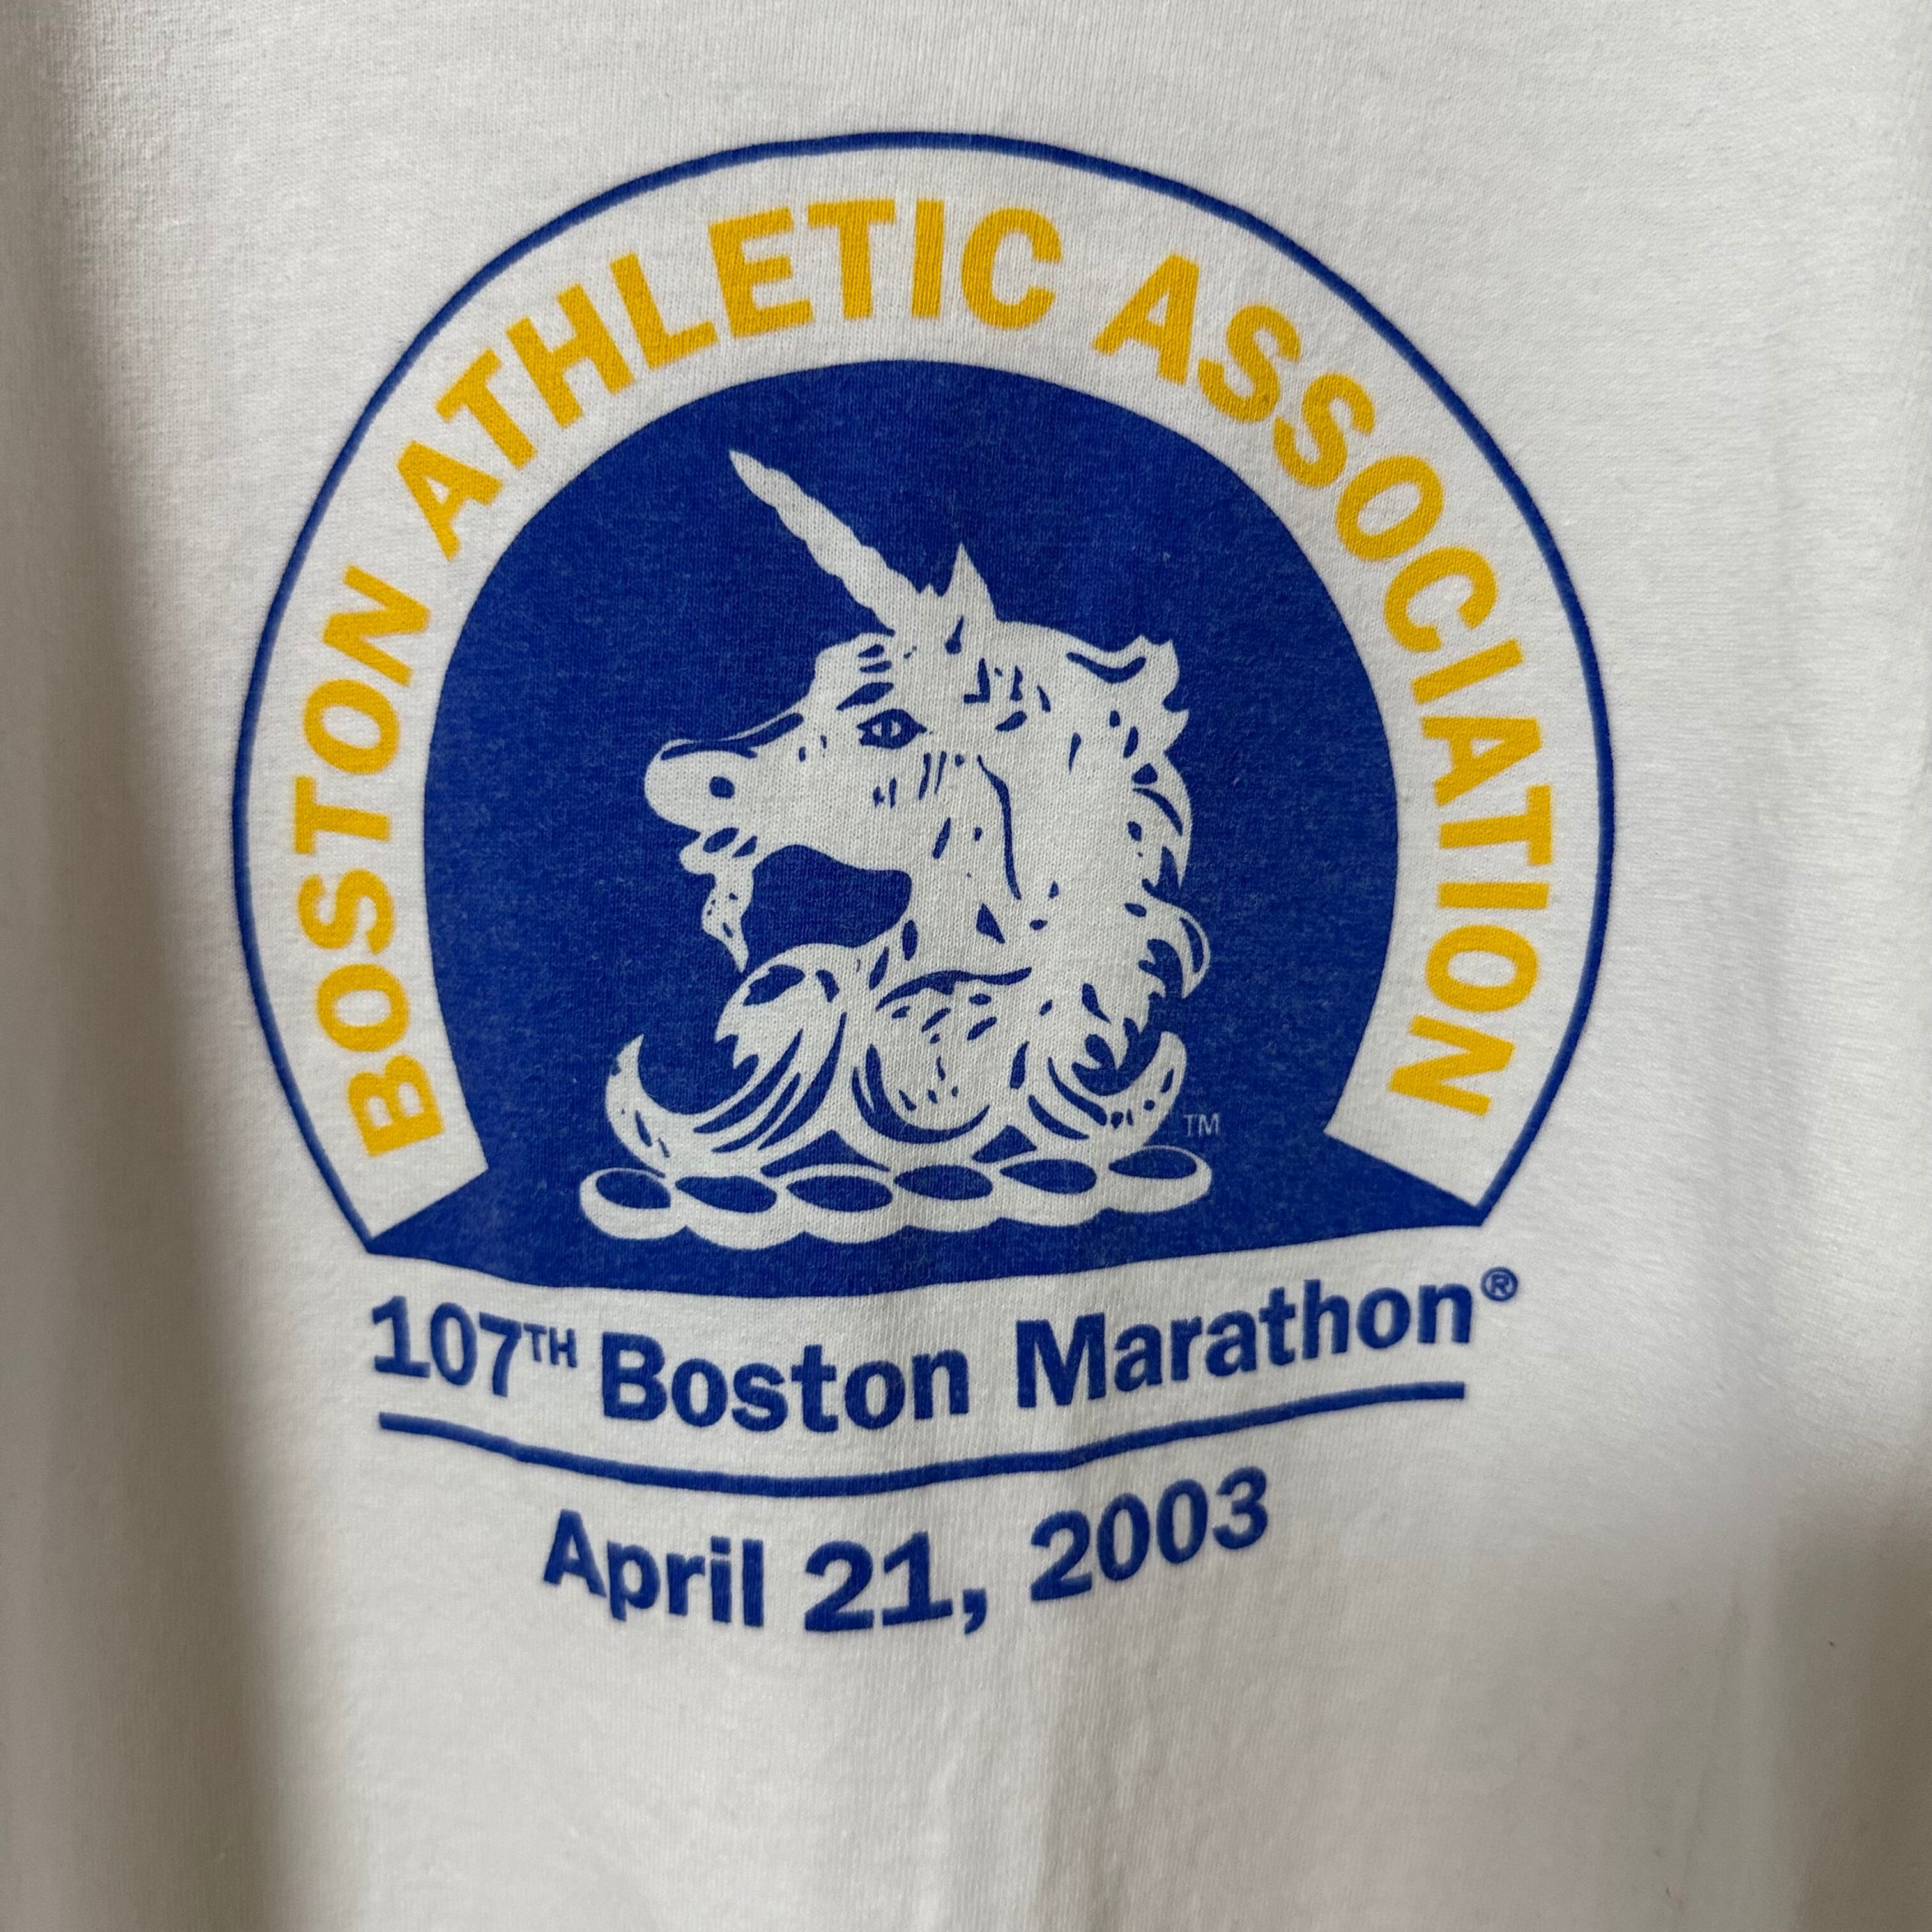 BOSTON ATHLETIC ASSOCIATION
TM
107TH Boston Marathon®
April 21, 2003